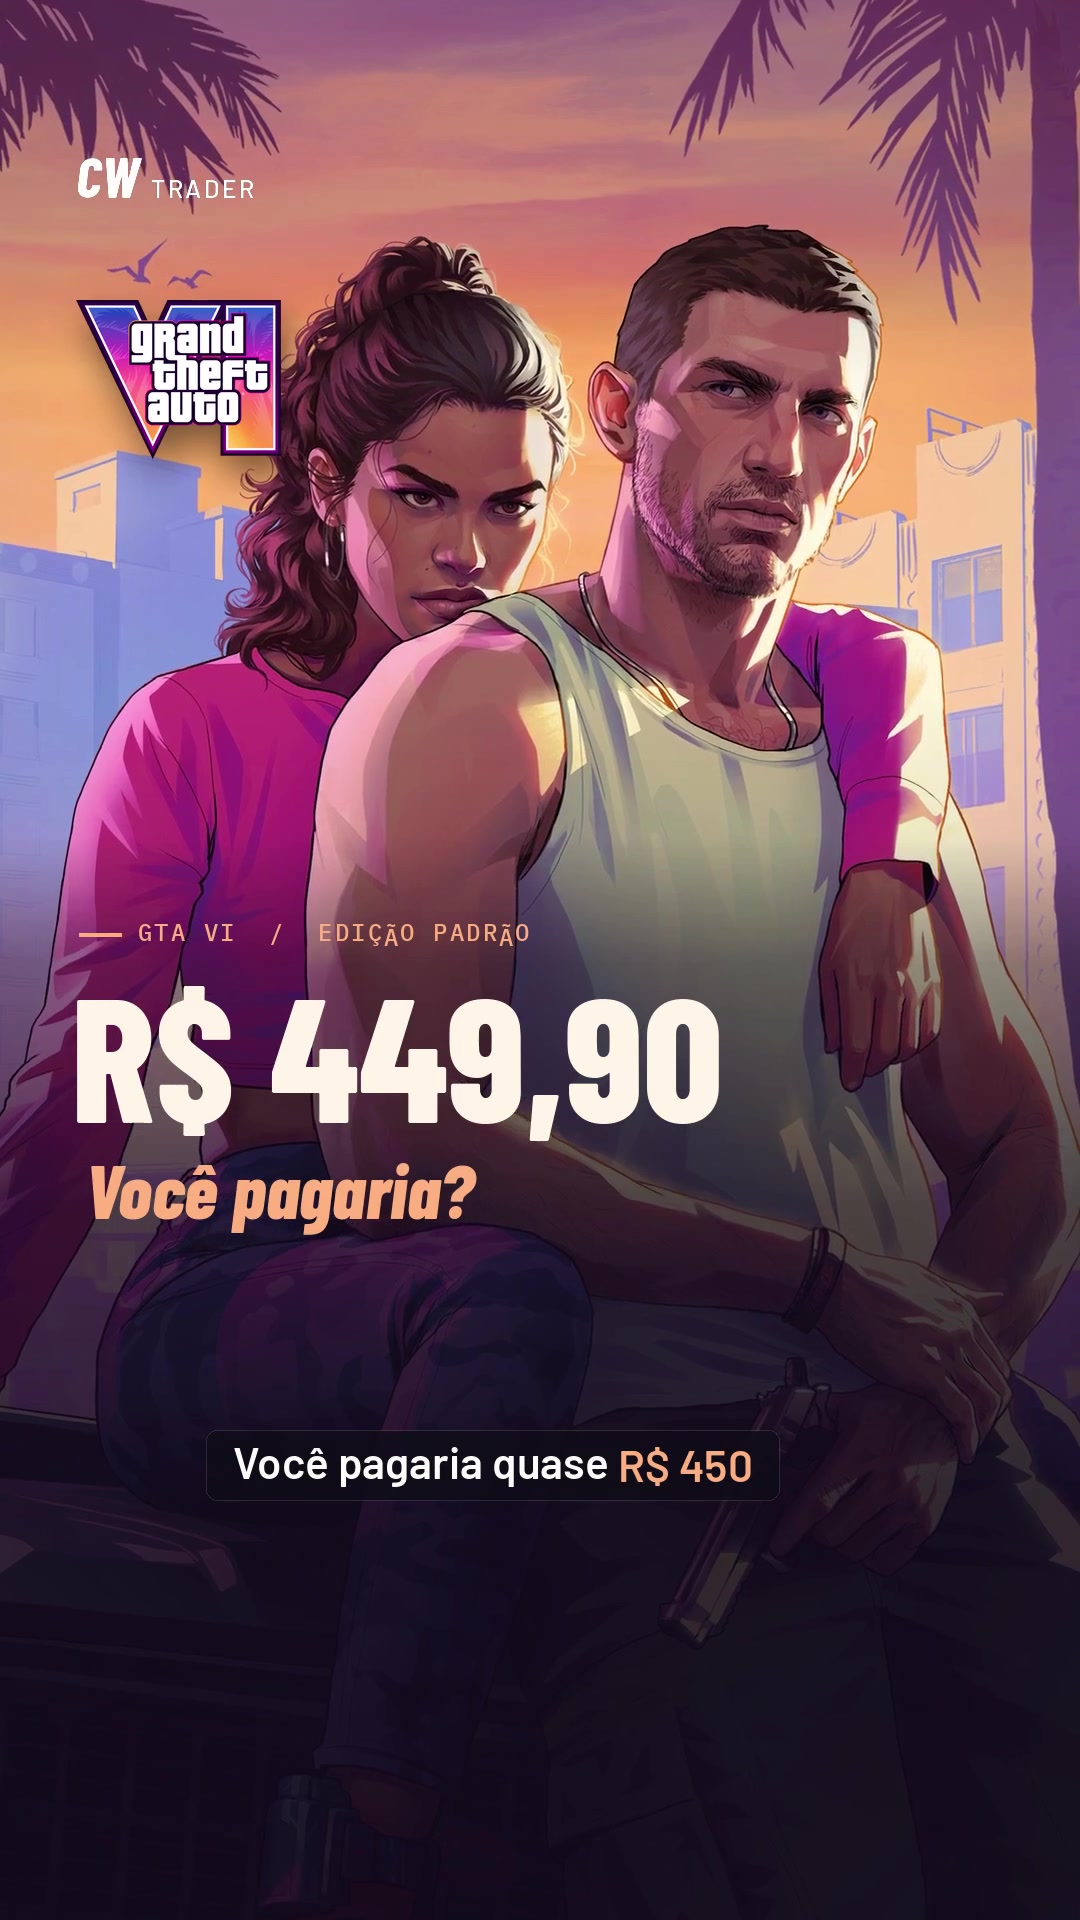 CW TRADER
VI
grand
theft
auto
GTA VI / EDIÇÃO PADRÃO
R$ 449,90
Você pagaria?
Você pagaria quase R$ 450